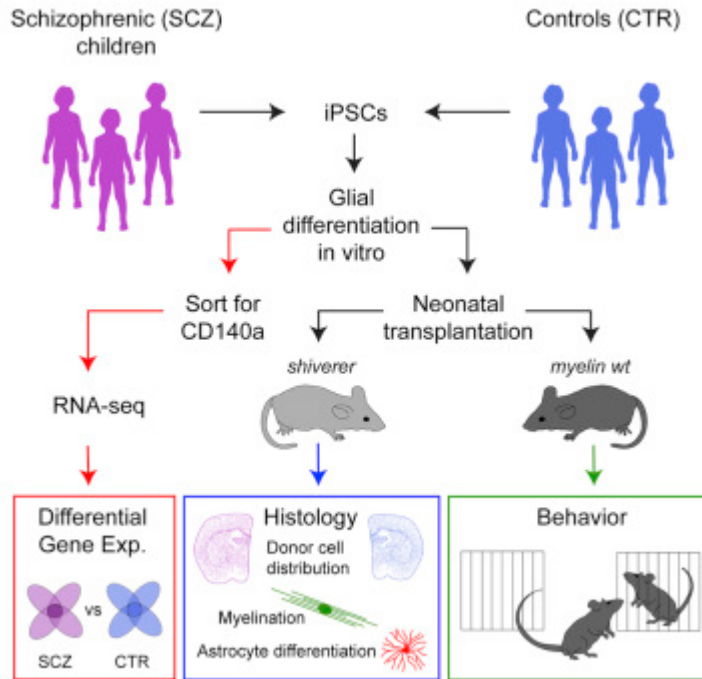 Schizophrenic (SCZ)
children
Controls (CTR)
iPSCs
Glial
differentiation
in vitro
Sort for
CD140a
Neonatal
transplantation
shiverer
myelin wt
RNA-seq
Differential
Gene Exp.
vs
SCZ
CTR
Histology
Donor cell
distribution
Myelination
Astrocyte differentiation
Behavior